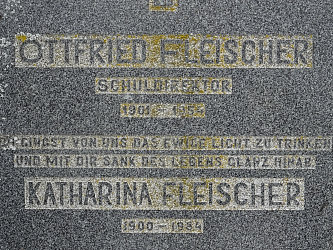 OTTFRIED FLEISCHER
SCHULDIREKTOR
GINGST VON UNS DAS EWIGE LICHT ZU TRINKEN
UND MIT DIR SANK DES LEBENS GLANZ HINAB.
KATHARINA FLEISCHER
1900 – 1984